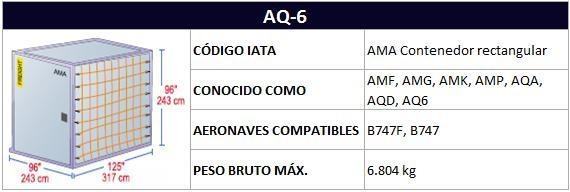 AQ-6
FREIGHT
AMA
96"
243 cm
96"
243 cm
125"
317 cm
CÓDIGO IATA
AMA Contenedor rectangular
CONOCIDO COMO
AMF, AMG, AMK, AMP, AQA,
AQD, AQ6
AERONAVES COMPATIBLES
B747F, B747
PESO BRUTO MÁX.
6.804 kg